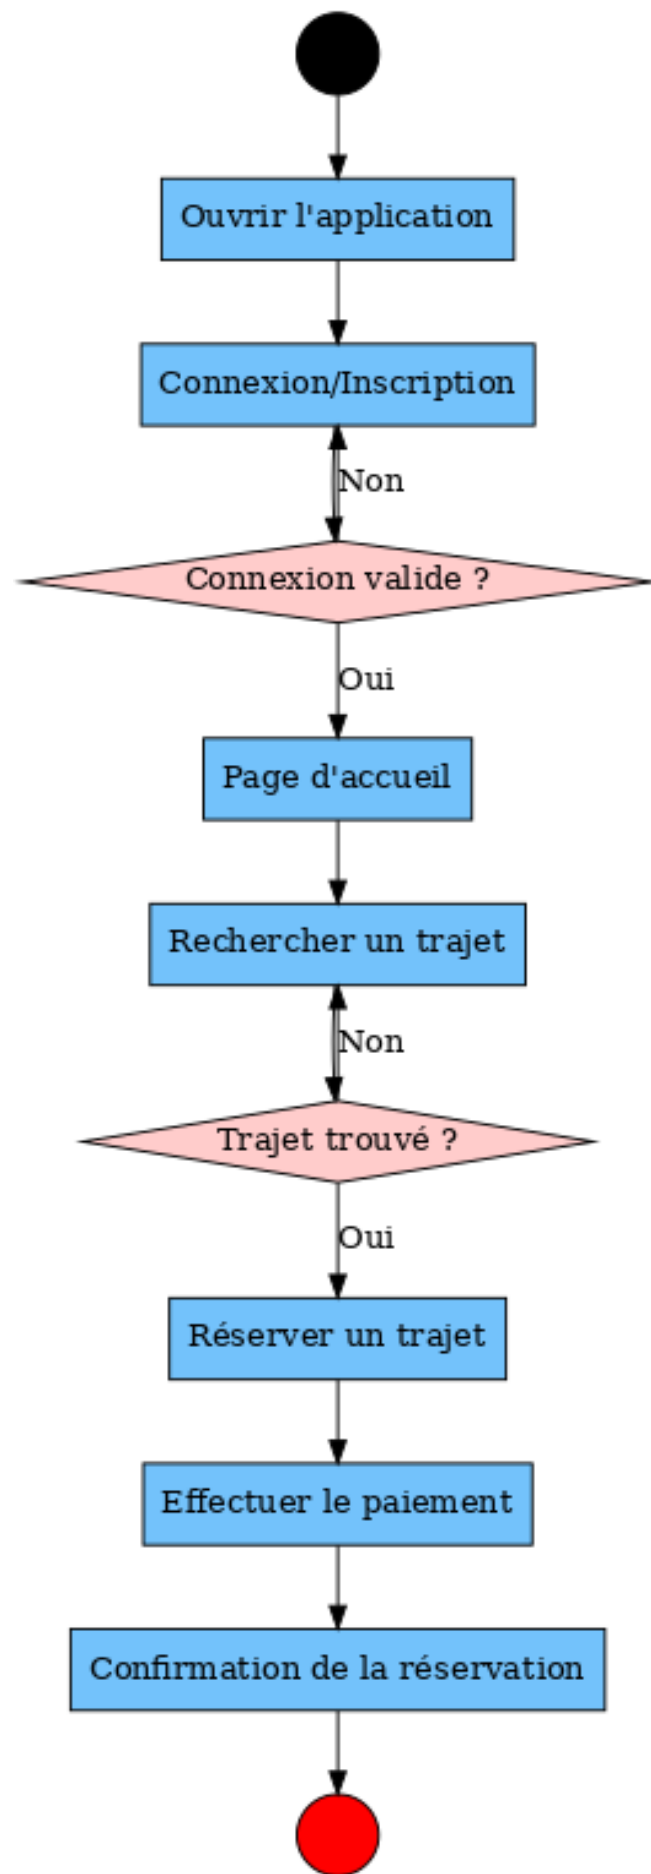 Ouvrir l'application
Connexion/Inscription
Non
Connexion valide ?
Oui
Page d'accueil
Rechercher un trajet
Non
Trajet trouvé ?
Oui
Réserver un trajet
Effectuer le paiement
Confirmation de la réservation